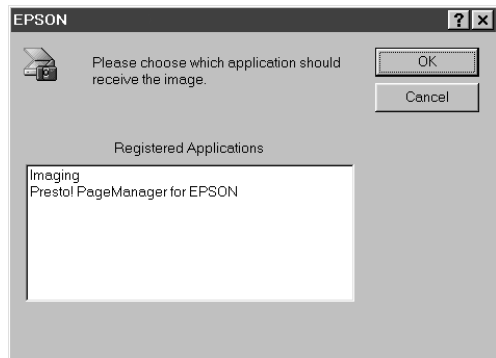 EPSON
Please choose which application should
receive the image.
OK
Cancel
Registered Applications
Imaging
Presto! PageManager for EPSON